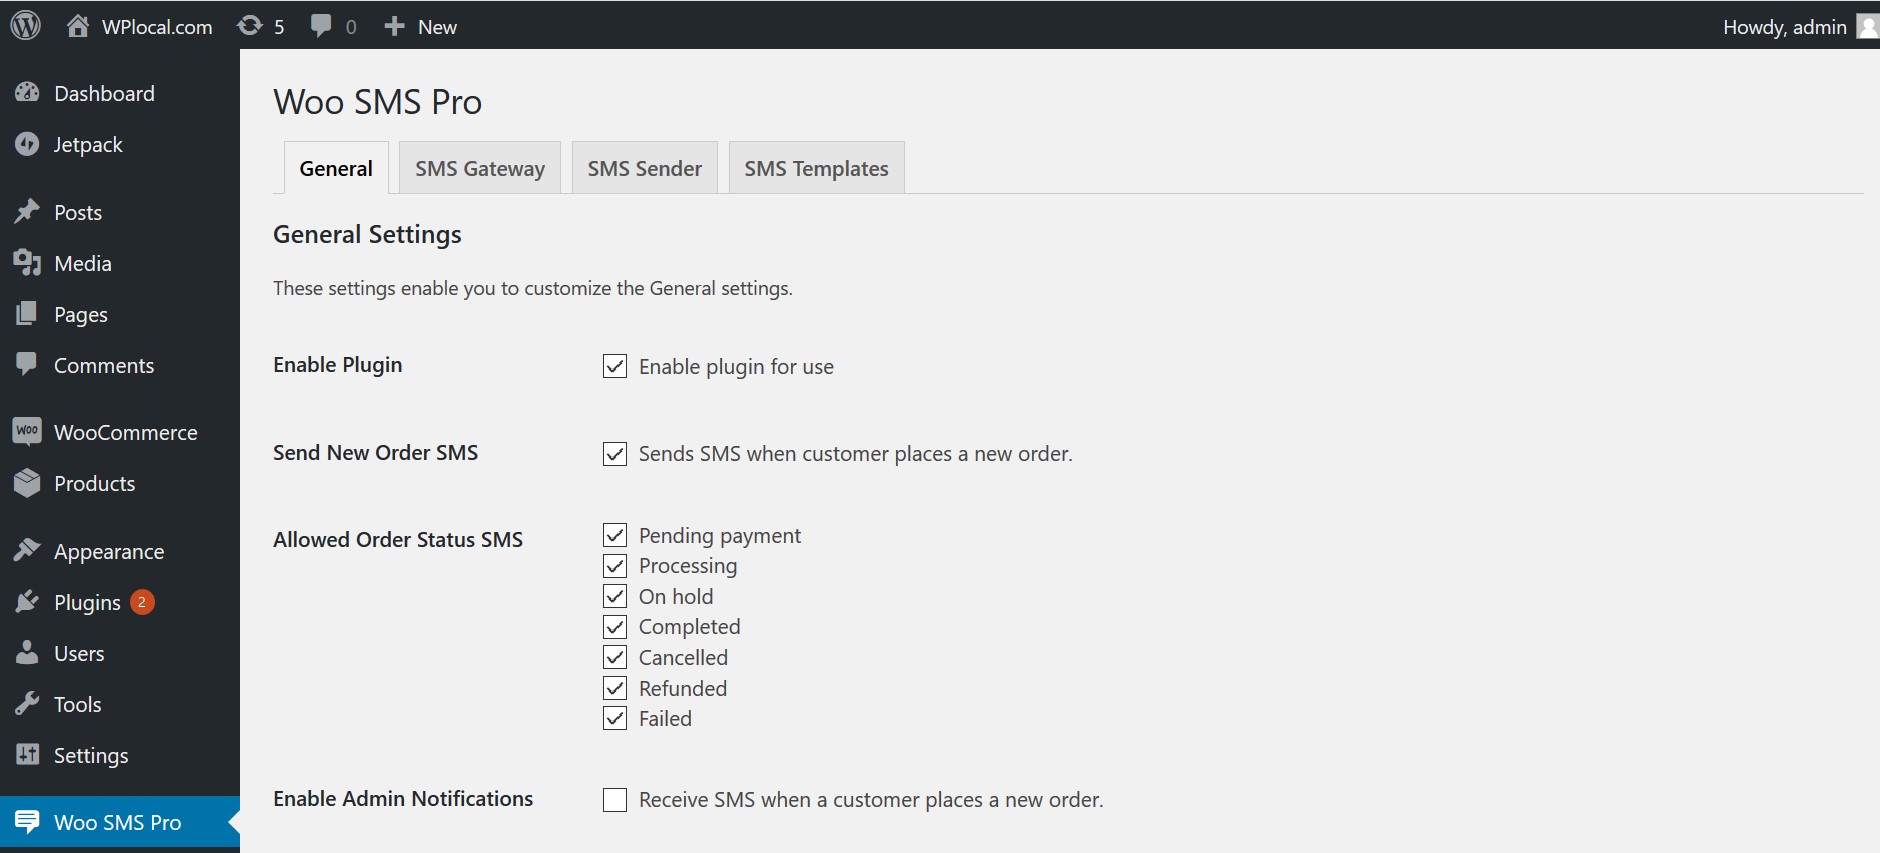 WPlocal.com 5 0 New Howdy, admin
Dashboard
Jetpack
Posts
Media
Pages
Comments
Woo WooCommerce
Products
Appearance
Plugins 2
Users
Tools
Settings
Woo SMS Pro
Woo SMS Pro
General SMS Gateway SMS Sender SMS Templates
General Settings
These settings enable you to customize the General settings.
Enable Plugin Enable plugin for use
Send New Order SMS Sends SMS when customer places a new order.
Allowed Order Status SMS Pending payment
Processing
On hold
Completed
Cancelled
Refunded
Failed
Enable Admin Notifications Receive SMS when a customer places a new order.